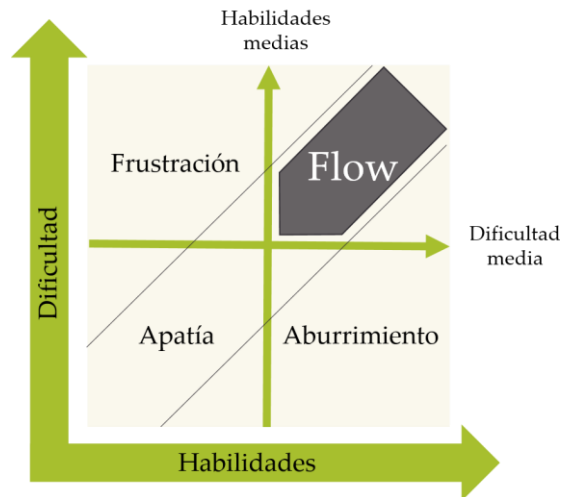 Habilidades
medias
Frustración
Flow
Dificultad
Dificultad
media
Apatía
Aburrimiento
Habilidades